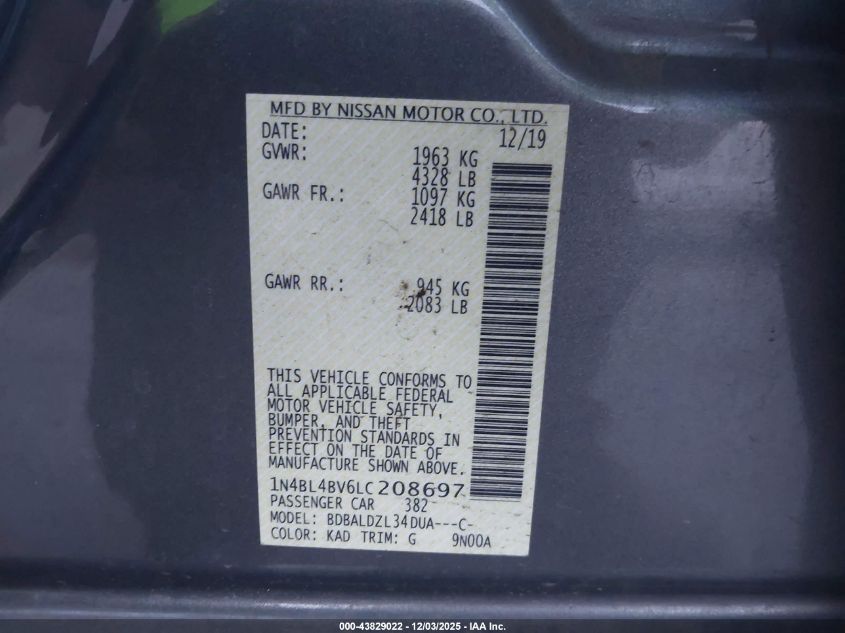 MFD BY NISSAN MOTOR CO., LTD.
DATE: 12/19
GVWR: 1963 KG
4328 LB
GAWR FR.: 1097 KG
2418 LB
GAWR RR.: 945 KG
2083 LB
THIS VEHICLE CONFORMS TO
ALL APPLICABLE FEDERAL
MOTOR VEHICLE SAFETY,
BUMPER, AND THEFT
PREVENTION STANDARDS IN
EFFECT ON THE DATE OF
MANUFACTURE SHOWN ABOVE.
1N4BL4BV6LC208697
PASSENGER CAR 382
MODEL: BDBALDZL34DUA---C-
COLOR: KAD TRIM: G 9N00A
000-43829022 - 12/03/2025 - IAA Inc.